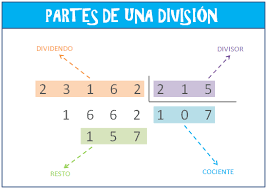 PARTES DE UNA DIVISIÓN
DIVIDENDO
DIVISOR
2 3 1 6 2 2 1 5
1 6 6 2 1 0 7
1 5 7
RESTO
COCIENTE